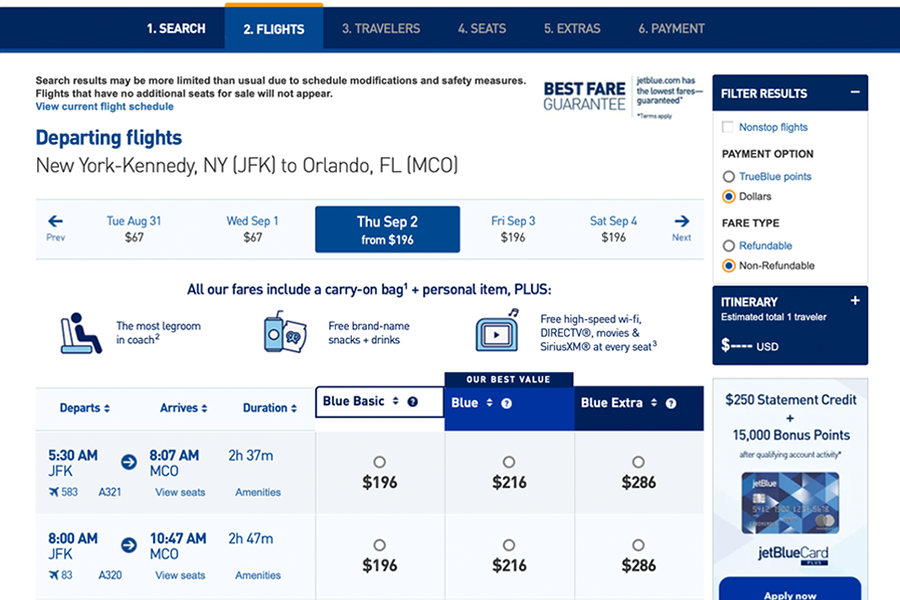 1. SEARCH
2. FLIGHTS
3. TRAVELERS
4. SEATS
5. EXTRAS
6. PAYMENT
Search results may be more limited than usual due to schedule modifications and safety measures.
Flights that have no additional seats for sale will not appear.
View current flight schedule
BEST FARE
GUARANTEE
jetblue.com has
the lowest fares—
guaranteed*
*Terms apply
Departing flights
New York-Kennedy, NY (JFK) to Orlando, FL (MCO)
Prev
Tue Aug 31
$67
Wed Sep 1
$67
Thu Sep 2
from $196
Fri Sep 3
$196
Sat Sep 4
$196
Next
All our fares include a carry-on bag¹ + personal item, PLUS:
The most legroom
in coach²
Free brand-name
snacks + drinks
Free high-speed wi-fi,
DIRECTV®, movies &
SiriusXM® at every seat³
Departs
Arrives
Duration
Blue Basic ?
OUR BEST VALUE
Blue ?
Blue Extra ?
5:30 AM
JFK
8:07 AM
MCO
2h 37m
583
A321
View seats
Amenities
$196
$216
$286
8:00 AM
JFK
10:47 AM
MCO
2h 47m
83
A320
View seats
Amenities
$196
$216
$286
FILTER RESULTS –
Nonstop flights
PAYMENT OPTION
TrueBlue points
Dollars
FARE TYPE
Refundable
Non-Refundable
ITINERARY +
Estimated total 1 traveler
$---- USD
$250 Statement Credit
+
15,000 Bonus Points
after qualifying account activity*
jetBlue
jetBlueCard
PLUS
Apply now